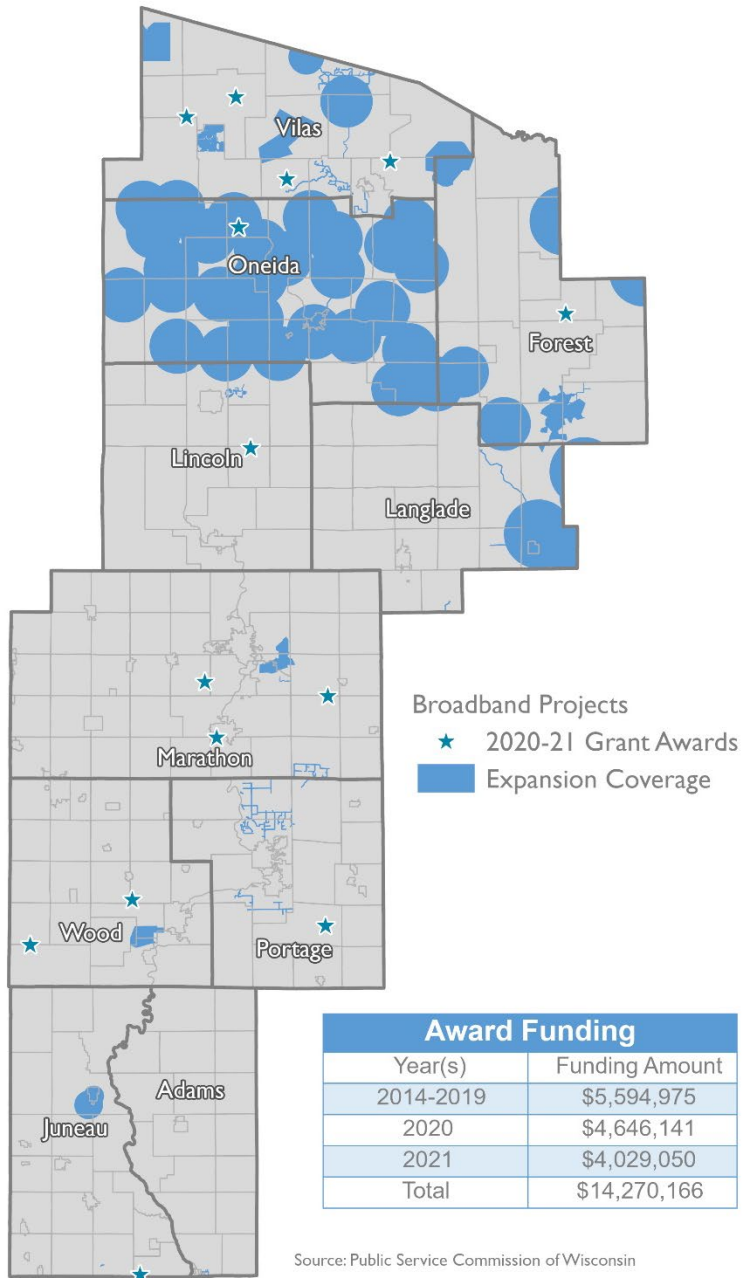 Vilas
Oneida
Forest
Lincoln
Langlade
Broadband Projects
2020-21 Grant Awards
Expansion Coverage
Marathon
Wood
Portage
Adams
Juneau
Award Funding
Year(s) Funding Amount
2014-2019 $5,594,975
2020 $4,646,141
2021 $4,029,050
Total $14,270,166
Source: Public Service Commission of Wisconsin